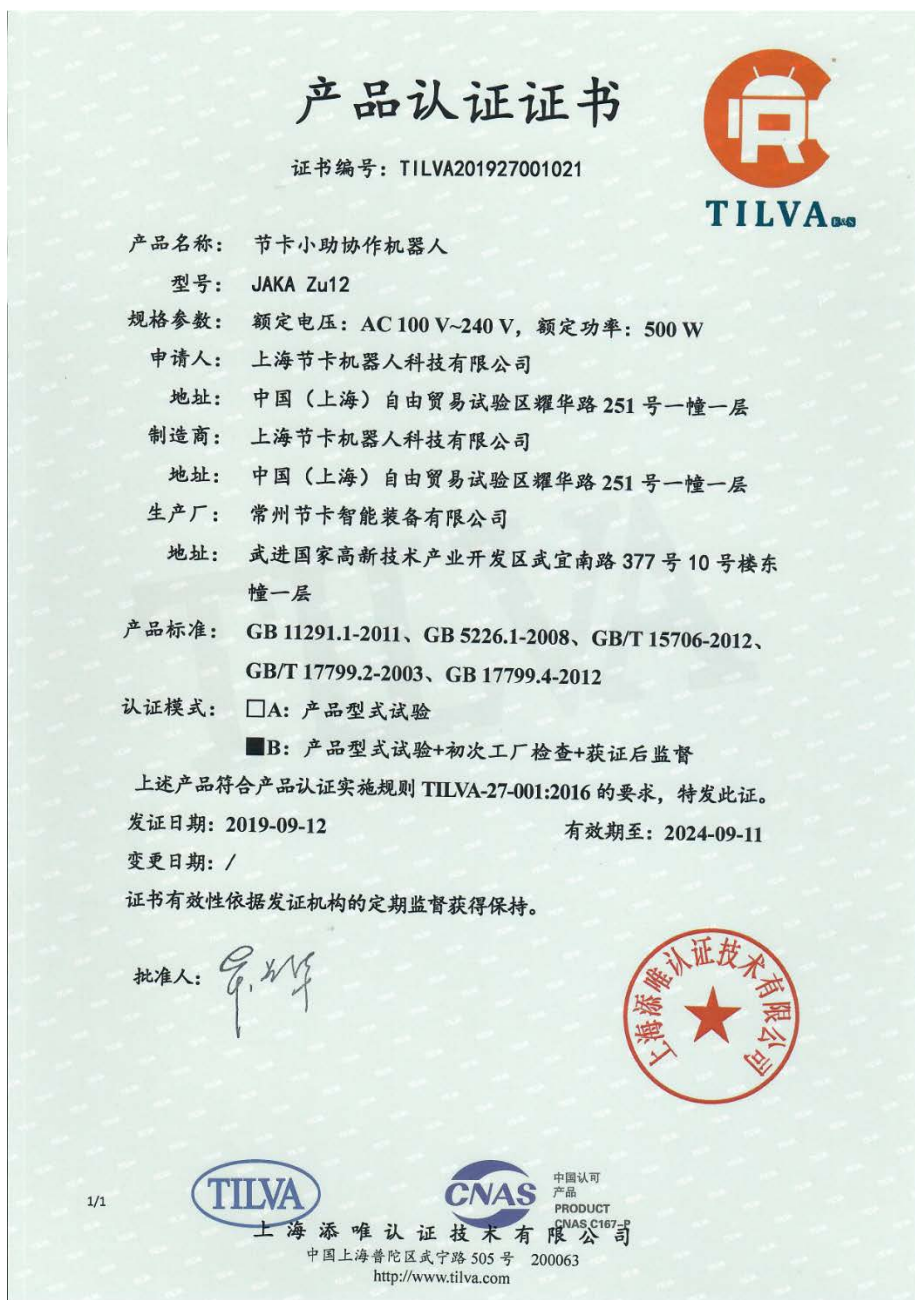 产品认证证书
证书编号：TILVA201927001021
R
TILVA
产品名称： 节卡小助协作机器人
型号： JAKA Zu12
规格参数： 额定电压：AC 100 V~240 V，额定功率：500 W
申请人： 上海节卡机器人科技有限公司
地址： 中国（上海）自由贸易试验区耀华路 251 号一幢一层
制造商： 上海节卡机器人科技有限公司
地址： 中国（上海）自由贸易试验区耀华路 251 号一幢一层
生产厂： 常州节卡智能装备有限公司
地址： 武进国家高新技术产业开发区武宜南路 377 号 10 号楼东
幢一层
产品标准： GB 11291.1-2011、GB 5226.1-2008、GB/T 15706-2012、
GB/T 17799.2-2003、GB 17799.4-2012
认证模式： □A：产品型式试验
■B：产品型式试验+初次工厂检查+获证后监督
上述产品符合产品认证实施规则 TILVA-27-001:2016 的要求，特发此证。
发证日期：2019-09-12 有效期至：2024-09-11
变更日期：/
证书有效性依据发证机构的定期监督获得保持。
批准人：
上海添唯认证技术有限公司
1/1
TILVA
CNAS
中国认可
产品
PRODUCT
CNAS C167-P
上海添唯认证技术有限公司
中国上海普陀区武宁路 505 号 200063
http://www.tilva.com